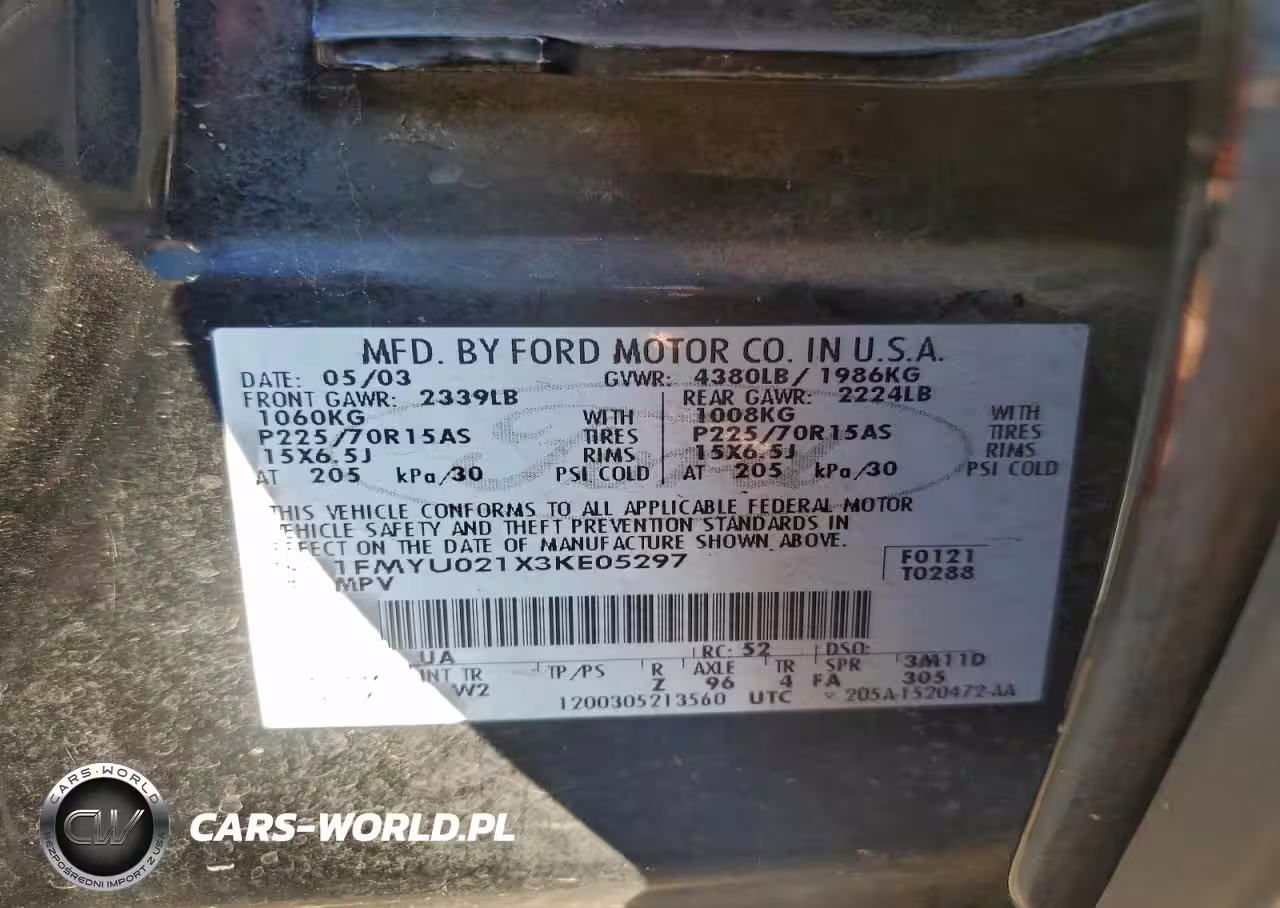 MFD. BY FORD MOTOR CO. IN U.S.A.
DATE: 05/03 GVWR: 4380LB/ 1986KG
FRONT GAWR: 2339LB REAR GAWR: 2224LB
1060KG WITH 1008KG WITH
P225/70R15AS TIRES P225/70R15AS TIRES
15X6.5J RIMS 15X6.5J RIMS
AT 205 kPa/30 PSI COLD AT 205 kPa/30 PSI COLD
THIS VEHICLE CONFORMS TO ALL APPLICABLE FEDERAL MOTOR
VEHICLE SAFETY AND THEFT PREVENTION STANDARDS IN
EFFECT ON THE DATE OF MANUFACTURE SHOWN ABOVE.
1FMYU021X3KE05297 F0121
MPV T0288
UA RC: 52 DSO:
INT TR TP/PS R AXLE TR SPR 3M11D
W2 Z 96 4 FA 305
1200305213560 UTC 205A-1520472-AA
CARS-WORLD
CW
BEZPOŚREDNI IMPORT Z USA
CARS-WORLD.PL